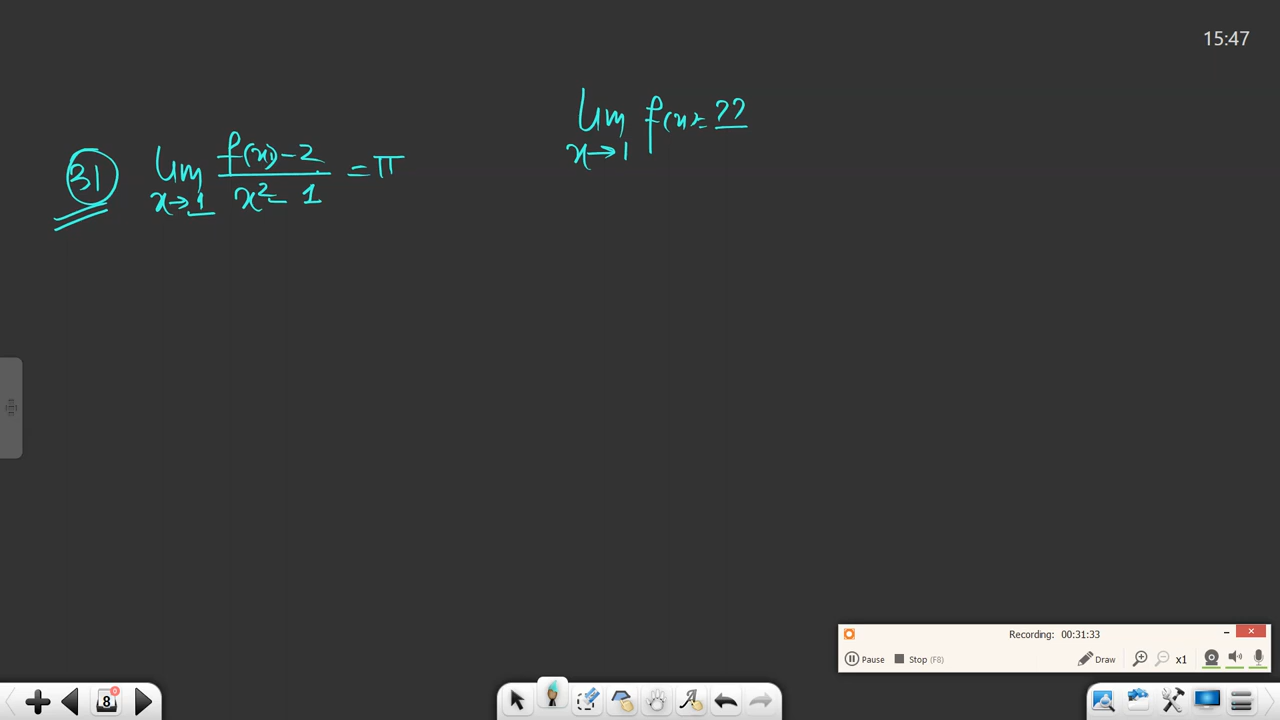 15:47
lim f(x) = ??
x→1
31 lim f(x)-2 = π
x→1 x²- 1
Recording: 00:31:33
Pause Stop (F8) Draw x1
8